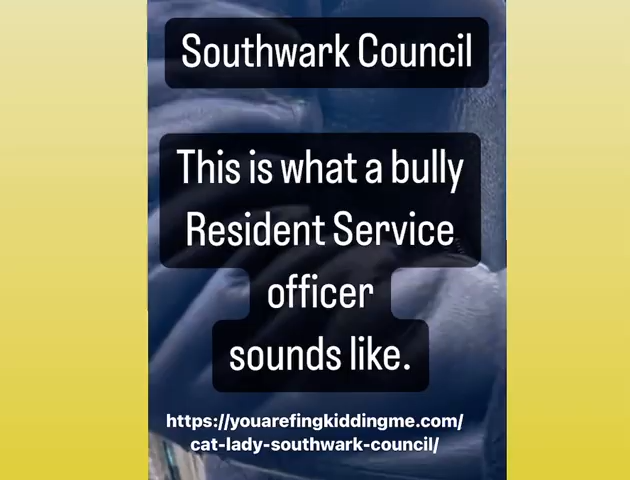 Southwark Council
This is what a bully
Resident Service
officer
sounds like.
https://youarefingkiddingme.com/
cat-lady-southwark-council/